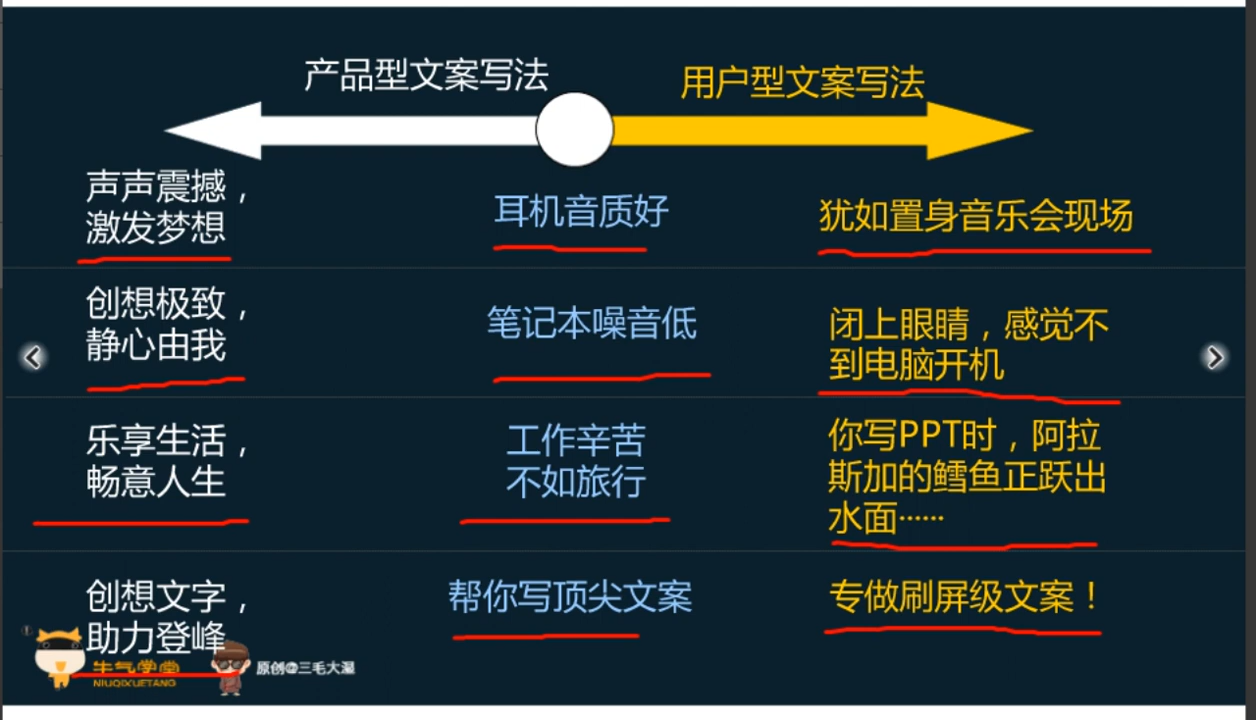 产品型文案写法
用户型文案写法
声声震撼，
激发梦想
耳机音质好
犹如置身音乐会现场
创想极致，
静心由我
笔记本噪音低
闭上眼睛，感觉不
到电脑开机
乐享生活，
畅意人生
工作辛苦
不如旅行
你写PPT时，阿拉
斯加的鳕鱼正跃出
水面……
创想文字，
助力登峰
帮你写顶尖文案
专做刷屏级文案！
牛气学堂
NIUQIXUETANG
原创@三毛大湿